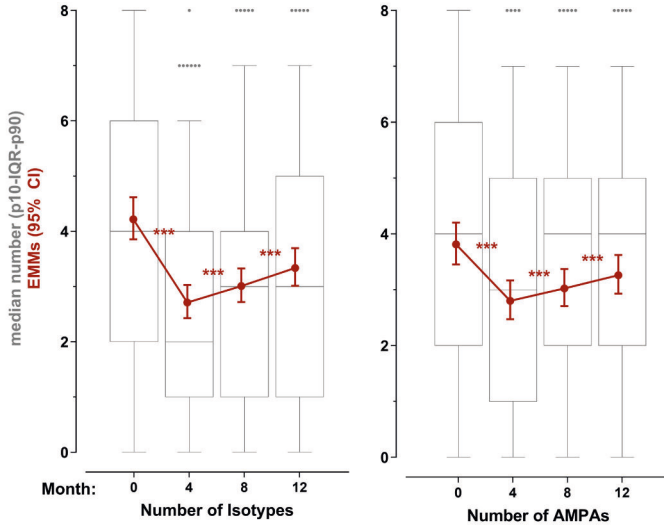 median number (p10-IQR-p90)
EMMs (95% CI)
8
6
4
2
0
*** *** ***
Month: 0 4 8 12
Number of Isotypes
8
6
4
2
0
*** *** ***
0 4 8 12
Number of AMPAs